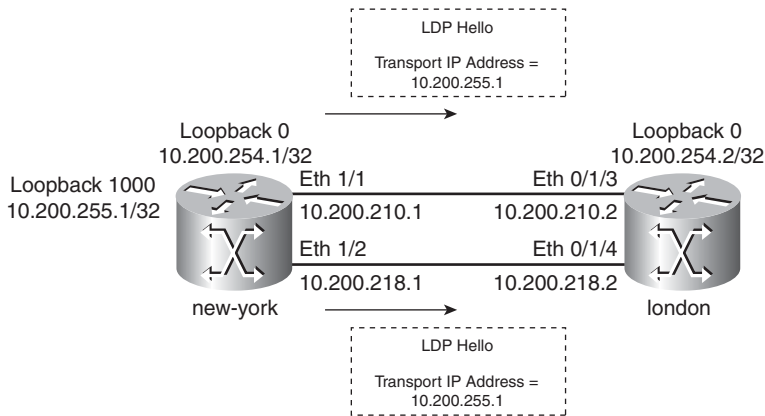 LDP Hello
Transport IP Address =
10.200.255.1
Loopback 0
10.200.254.1/32
Loopback 0
10.200.254.2/32
Loopback 1000
10.200.255.1/32
Eth 1/1
Eth 0/1/3
10.200.210.1
10.200.210.2
Eth 1/2
Eth 0/1/4
10.200.218.1
10.200.218.2
new-york
london
LDP Hello
Transport IP Address =
10.200.255.1